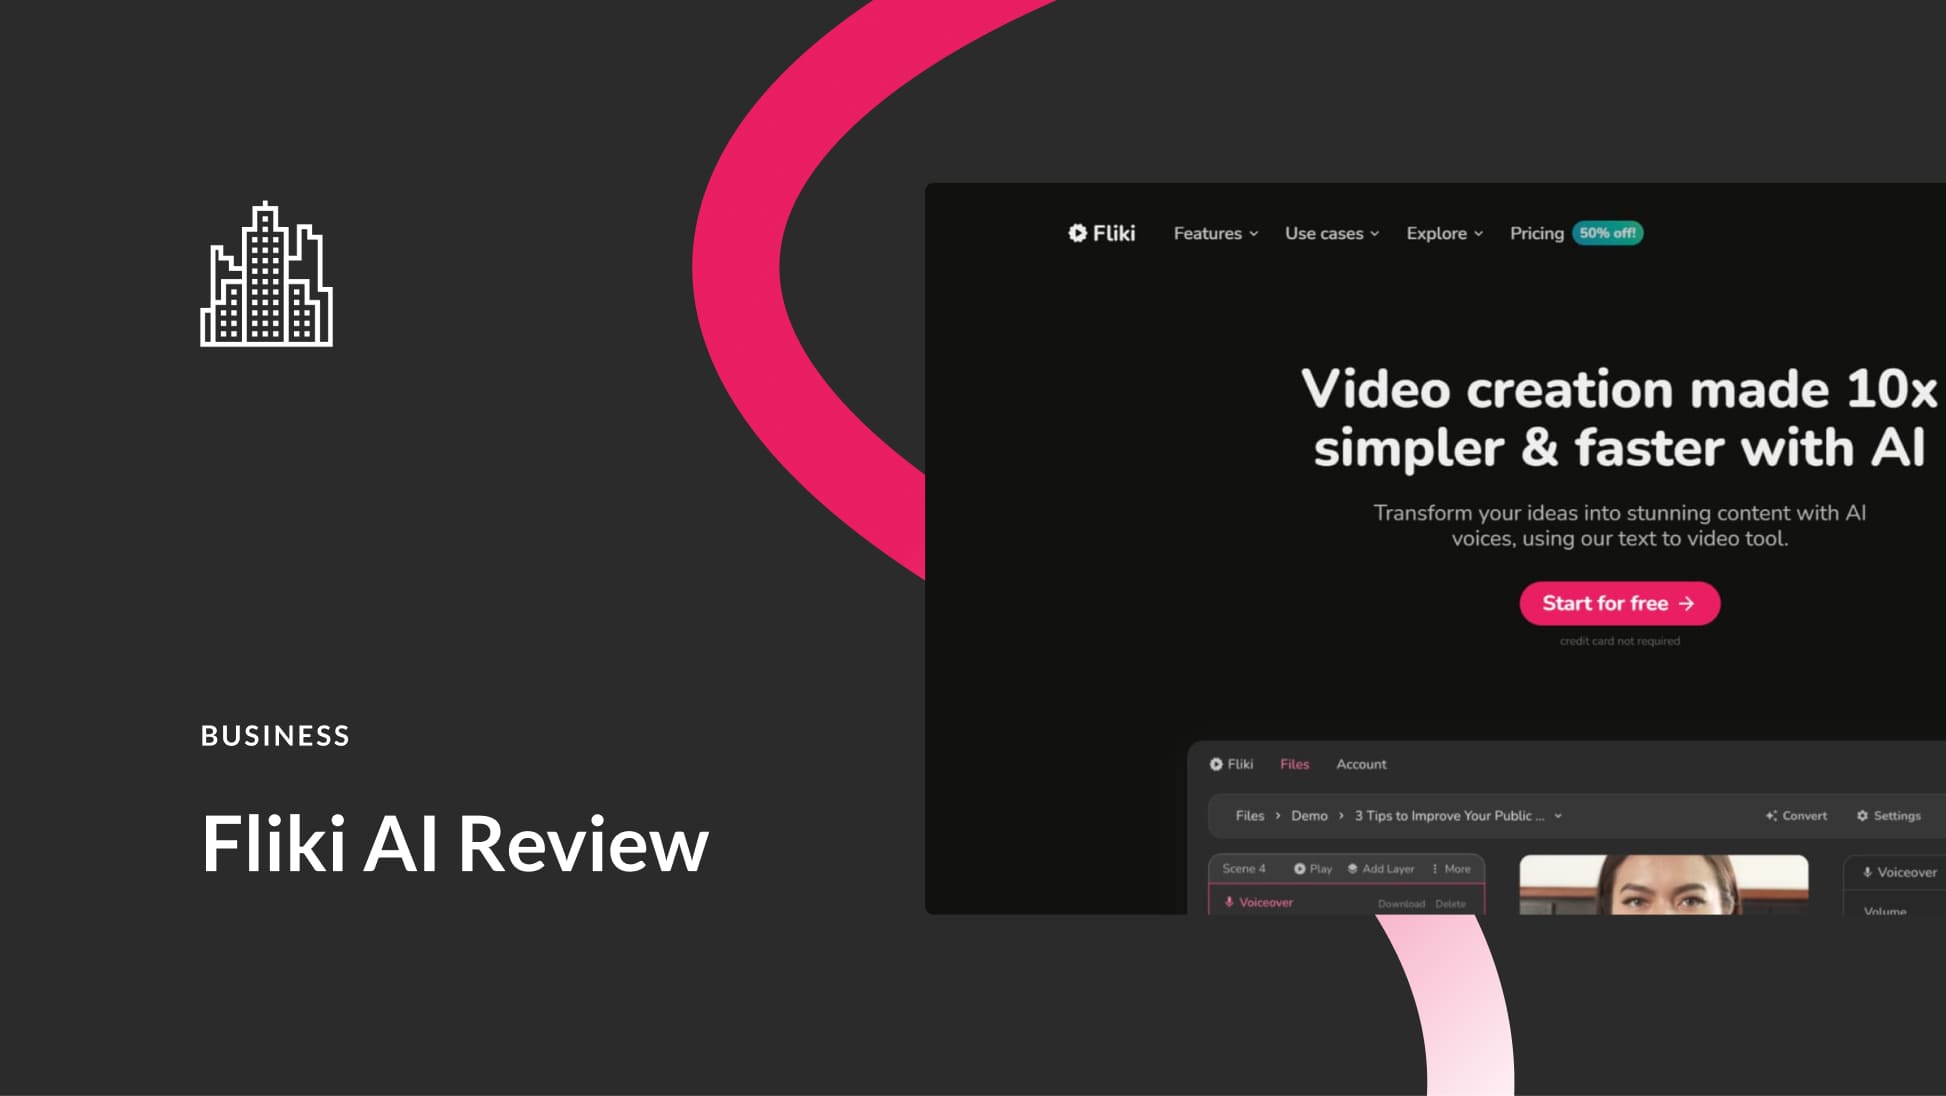 BUSINESS
Fliki AI Review
Fliki Features Use cases Explore Pricing 50% off!
Video creation made 10x
simpler & faster with AI
Transform your ideas into stunning content with AI
voices, using our text to video tool.
Start for free →
credit card not required
Fliki Files Account
Files > Demo > 3 Tips to Improve Your Public ... Convert Settings
Scene 4 Play Add Layer More
Voiceover Download Delete
Voiceover
Volume